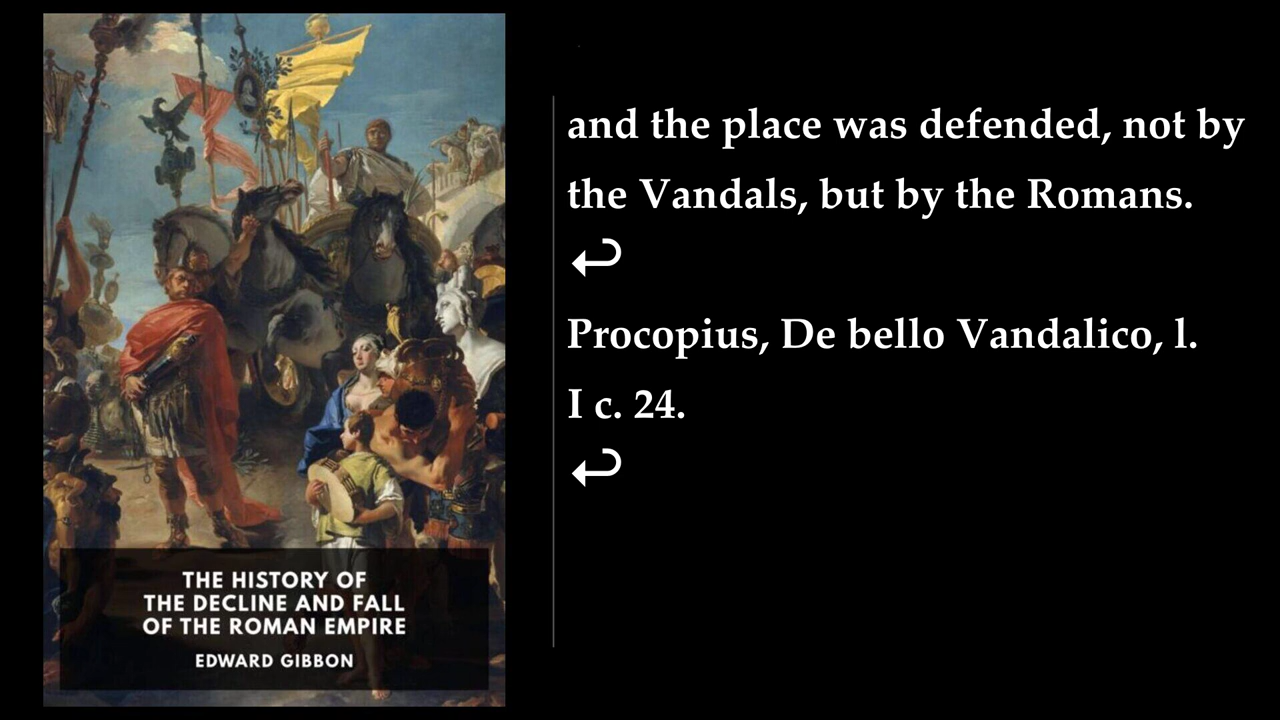 and the place was defended, not by
the Vandals, but by the Romans.
↩
Procopius, De bello Vandalico, l.
I c. 24.
↩
THE HISTORY OF
THE DECLINE AND FALL
OF THE ROMAN EMPIRE
EDWARD GIBBON